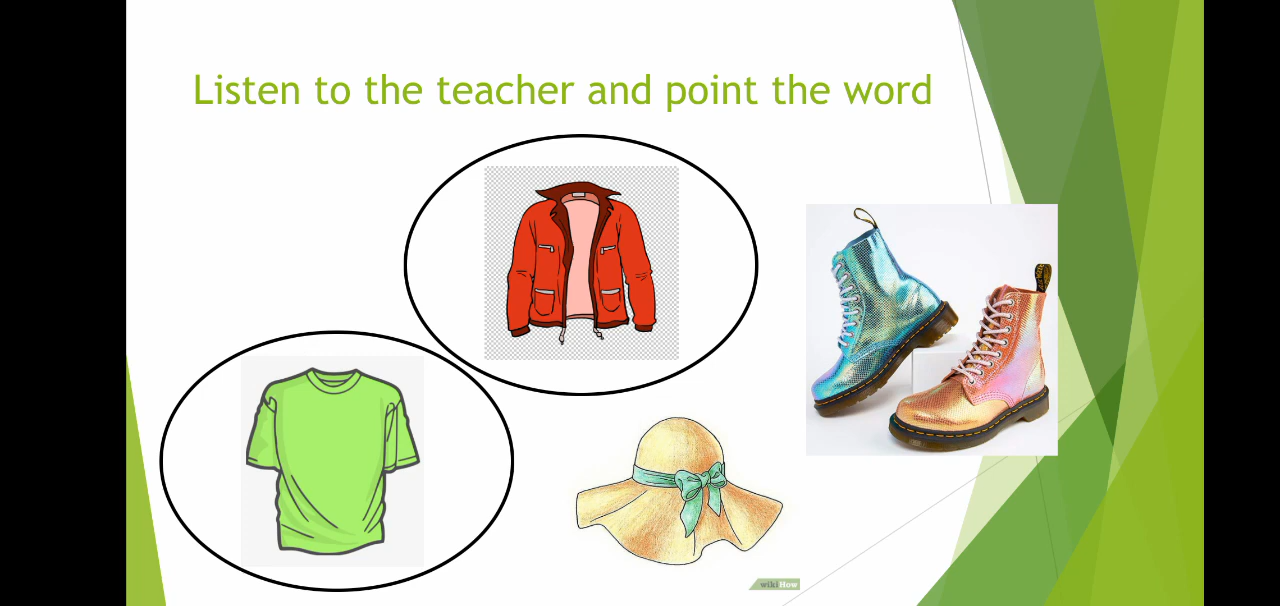 Listen to the teacher and point the word
wikiHow